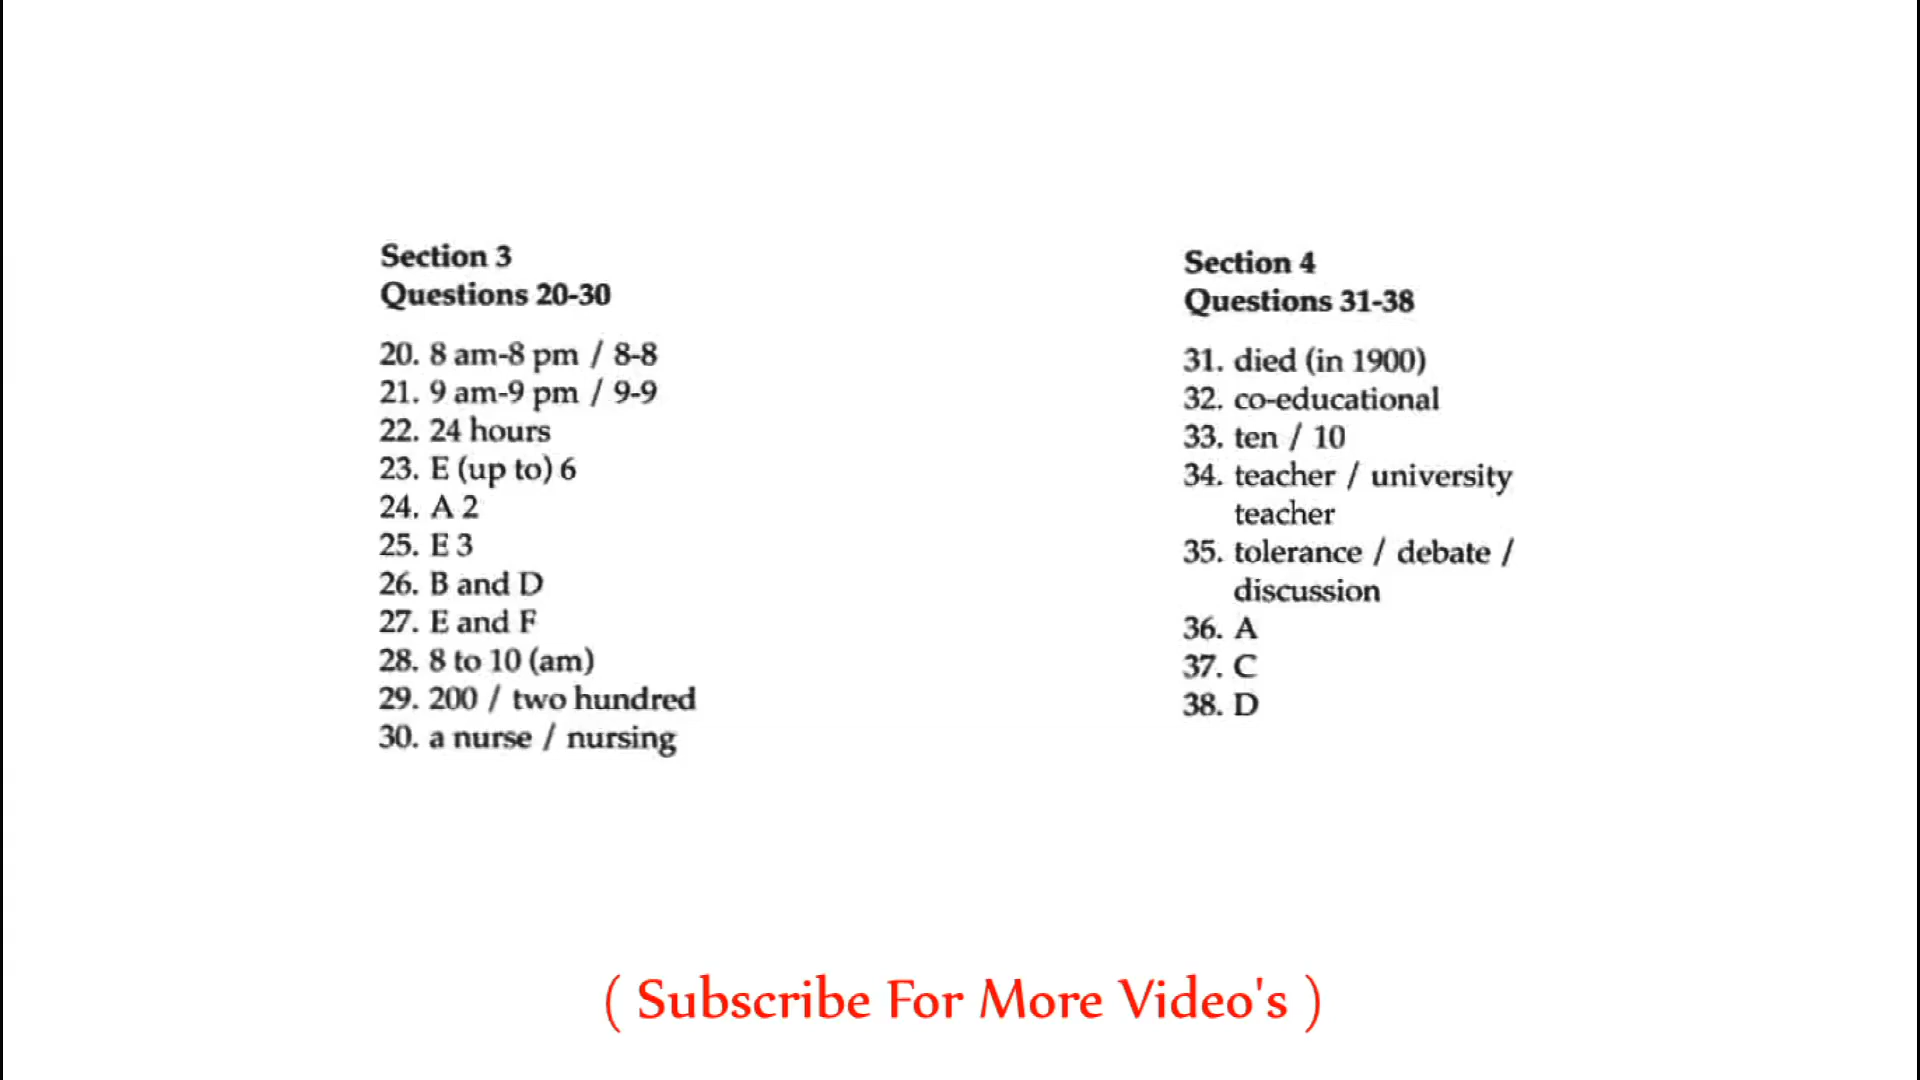 Section 3
Questions 20-30
20. 8 am-8 pm / 8-8
21. 9 am-9 pm / 9-9
22. 24 hours
23. E (up to) 6
24. A 2
25. E 3
26. B and D
27. E and F
28. 8 to 10 (am)
29. 200 / two hundred
30. a nurse / nursing
Section 4
Questions 31-38
31. died (in 1900)
32. co-educational
33. ten / 10
34. teacher / university
teacher
35. tolerance / debate /
discussion
36. A
37. C
38. D
( Subscribe For More Video's )